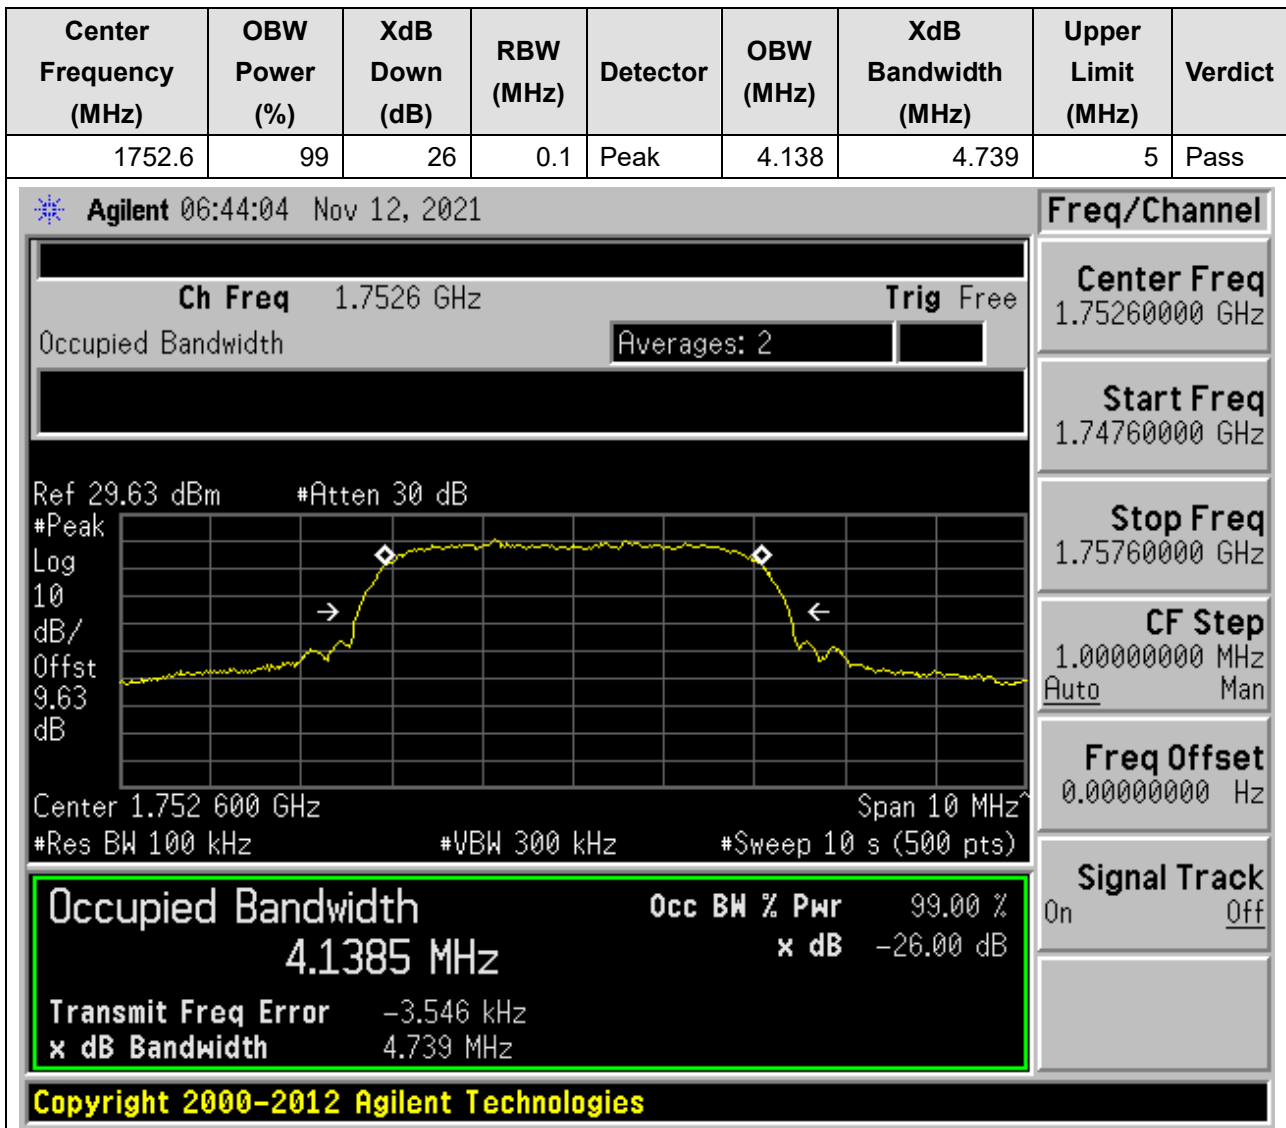 Center Frequency (MHz) OBW Power (%) XdB Down (dB) RBW (MHz) Detector OBW (MHz) XdB Bandwidth (MHz) Upper Limit (MHz) Verdict
1752.6 99 26 0.1 Peak 4.138 4.739 5 Pass
Agilent 06:44:04 Nov 12, 2021
Freq/Channel
Ch Freq 1.7526 GHz Trig Free
Occupied Bandwidth Averages: 2
Ref 29.63 dBm #Atten 30 dB
#Peak
Log
10
dB/
Offst
9.63
dB
Center 1.752 600 GHz Span 10 MHz^
#Res BW 100 kHz #VBW 300 kHz #Sweep 10 s (500 pts)
Occupied Bandwidth Occ BW % Pwr 99.00 %
4.1385 MHz x dB -26.00 dB
Transmit Freq Error -3.546 kHz
x dB Bandwidth 4.739 MHz
Center Freq
1.75260000 GHz
Start Freq
1.74760000 GHz
Stop Freq
1.75760000 GHz
CF Step
1.00000000 MHz
Auto Man
Freq Offset
0.00000000 Hz
Signal Track
On Off
Copyright 2000-2012 Agilent Technologies